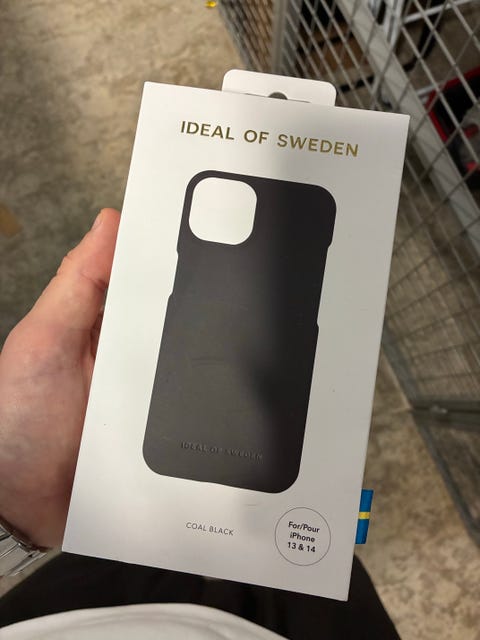 IDEAL OF SWEDEN
IDEAL OF SWEDEN
COAL BLACK
For/Pour
iPhone
13 & 14